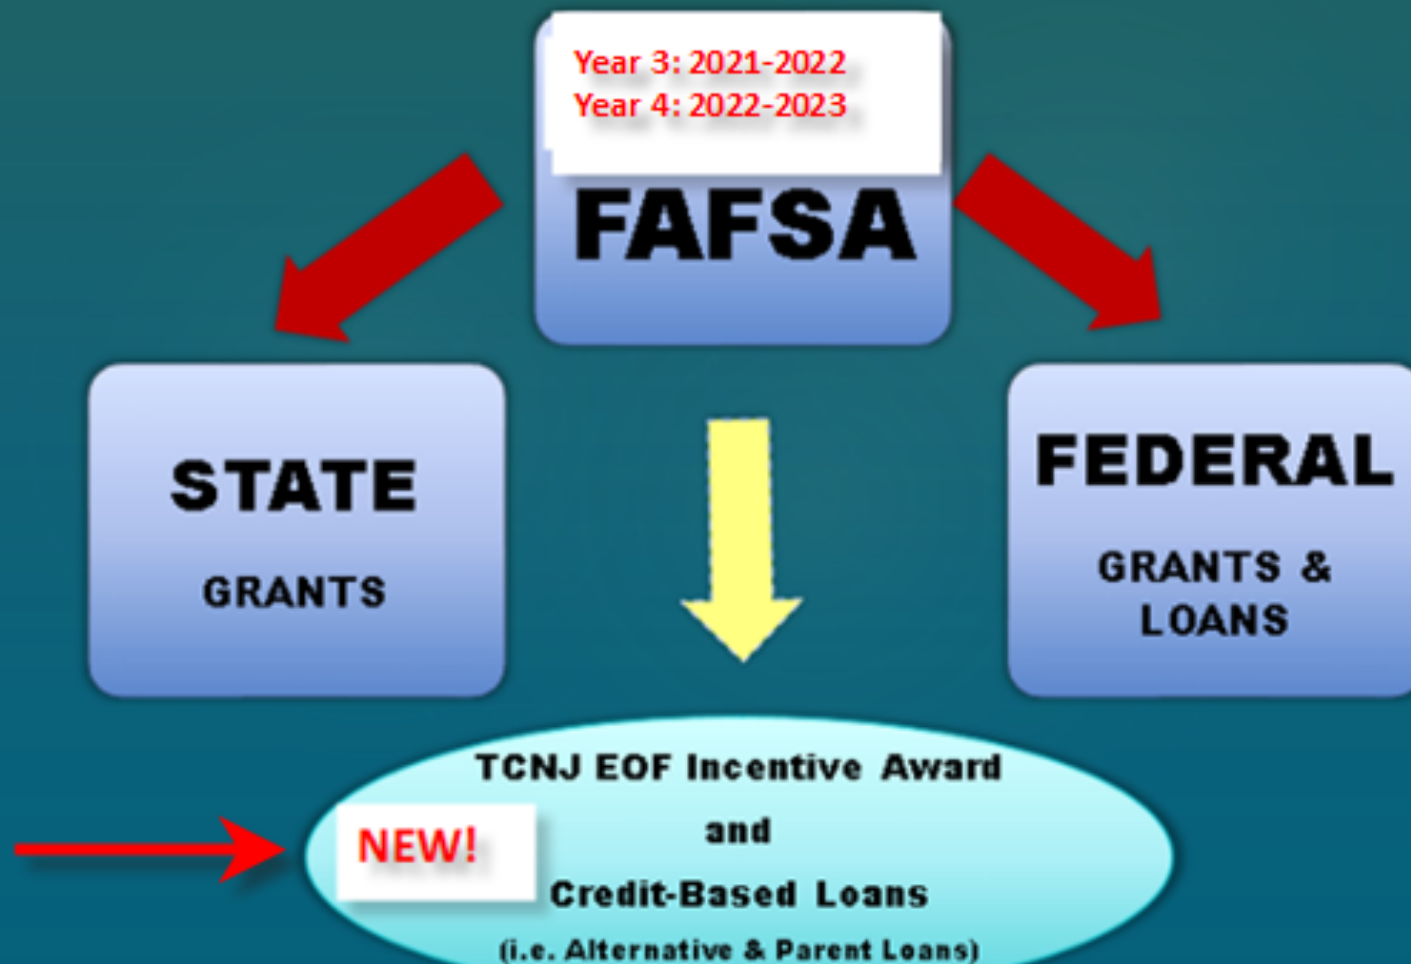 Year 3: 2021-2022
Year 4: 2022-2023
FAFSA
STATE
GRANTS
FEDERAL
GRANTS &
LOANS
TCNJ EOF Incentive Award
and
NEW!
Credit-Based Loans
(i.e. Alternative & Parent Loans)